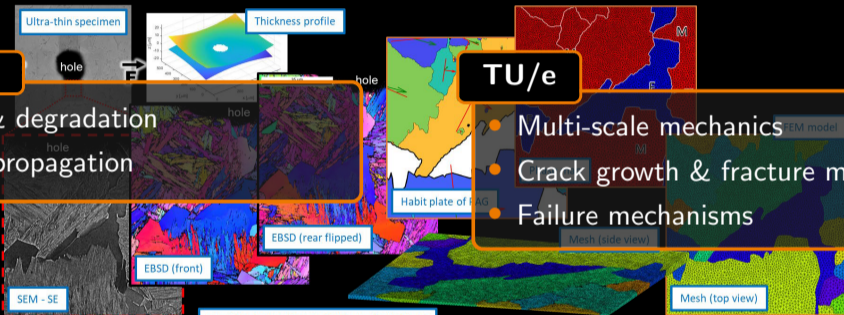 Ultra-thin specimen
Thickness profile
hole
hole
F
hole
hole
& degradation
propagation
EBSD (rear flipped)
EBSD (front)
SEM - SE
M
F
M
Habit plate of PAG
TU/e
• Multi-scale mechanics
• Crack growth & fracture m
• Failure mechanisms
FEM model
Mesh (side view)
Mesh (top view)